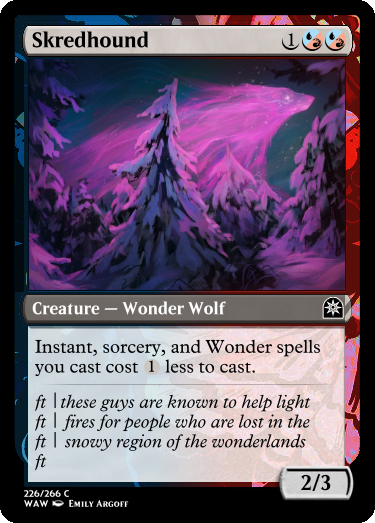 Skredhound 1
Creature — Wonder Wolf
Instant, sorcery, and Wonder spells
you cast cost 1 less to cast.
ft | these guys are known to help light
ft | fires for people who are lost in the
ft | snowy region of the wonderlands
ft
2/3
226/266 C
WAW Emily Argoff